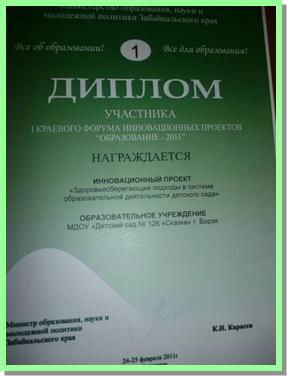 Министерство образования, науки и
молодежной политики Забайкальского края
Все об образовании!
1
Все для образования!
ДИПЛОМ
УЧАСТНИКА
I КРАЕВОГО ФОРУМА ИННОВАЦИОННЫХ ПРОЕКТОВ
"ОБРАЗОВАНИЕ - 2011"
НАГРАЖДАЕТСЯ
ИННОВАЦИОННЫЙ ПРОЕКТ
«Здоровьесберегающие подходы в системе
образовательной деятельности детского сада»
ОБРАЗОВАТЕЛЬНОЕ УЧРЕЖДЕНИЕ
МДОУ «Детский сад № 126 «Сказка» г. Борзя
Министр образования, науки и
молодежной политики
Забайкальского края
К.И. Карасев
24-25 февраля 2011г